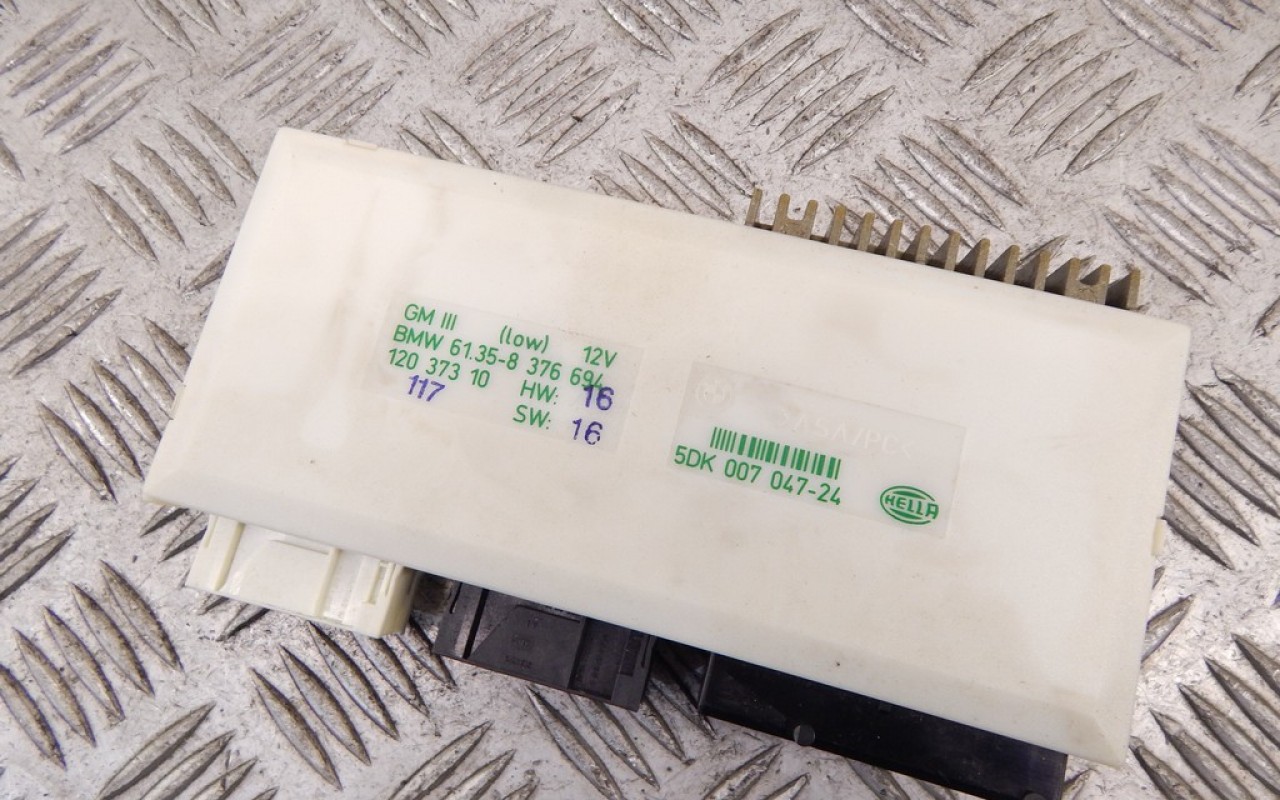 GM III (low) 12V
BMW 61.35-8 376 694
120 373 10 HW: 16
117 SW: 16
5DK 007 047-24
HELLA